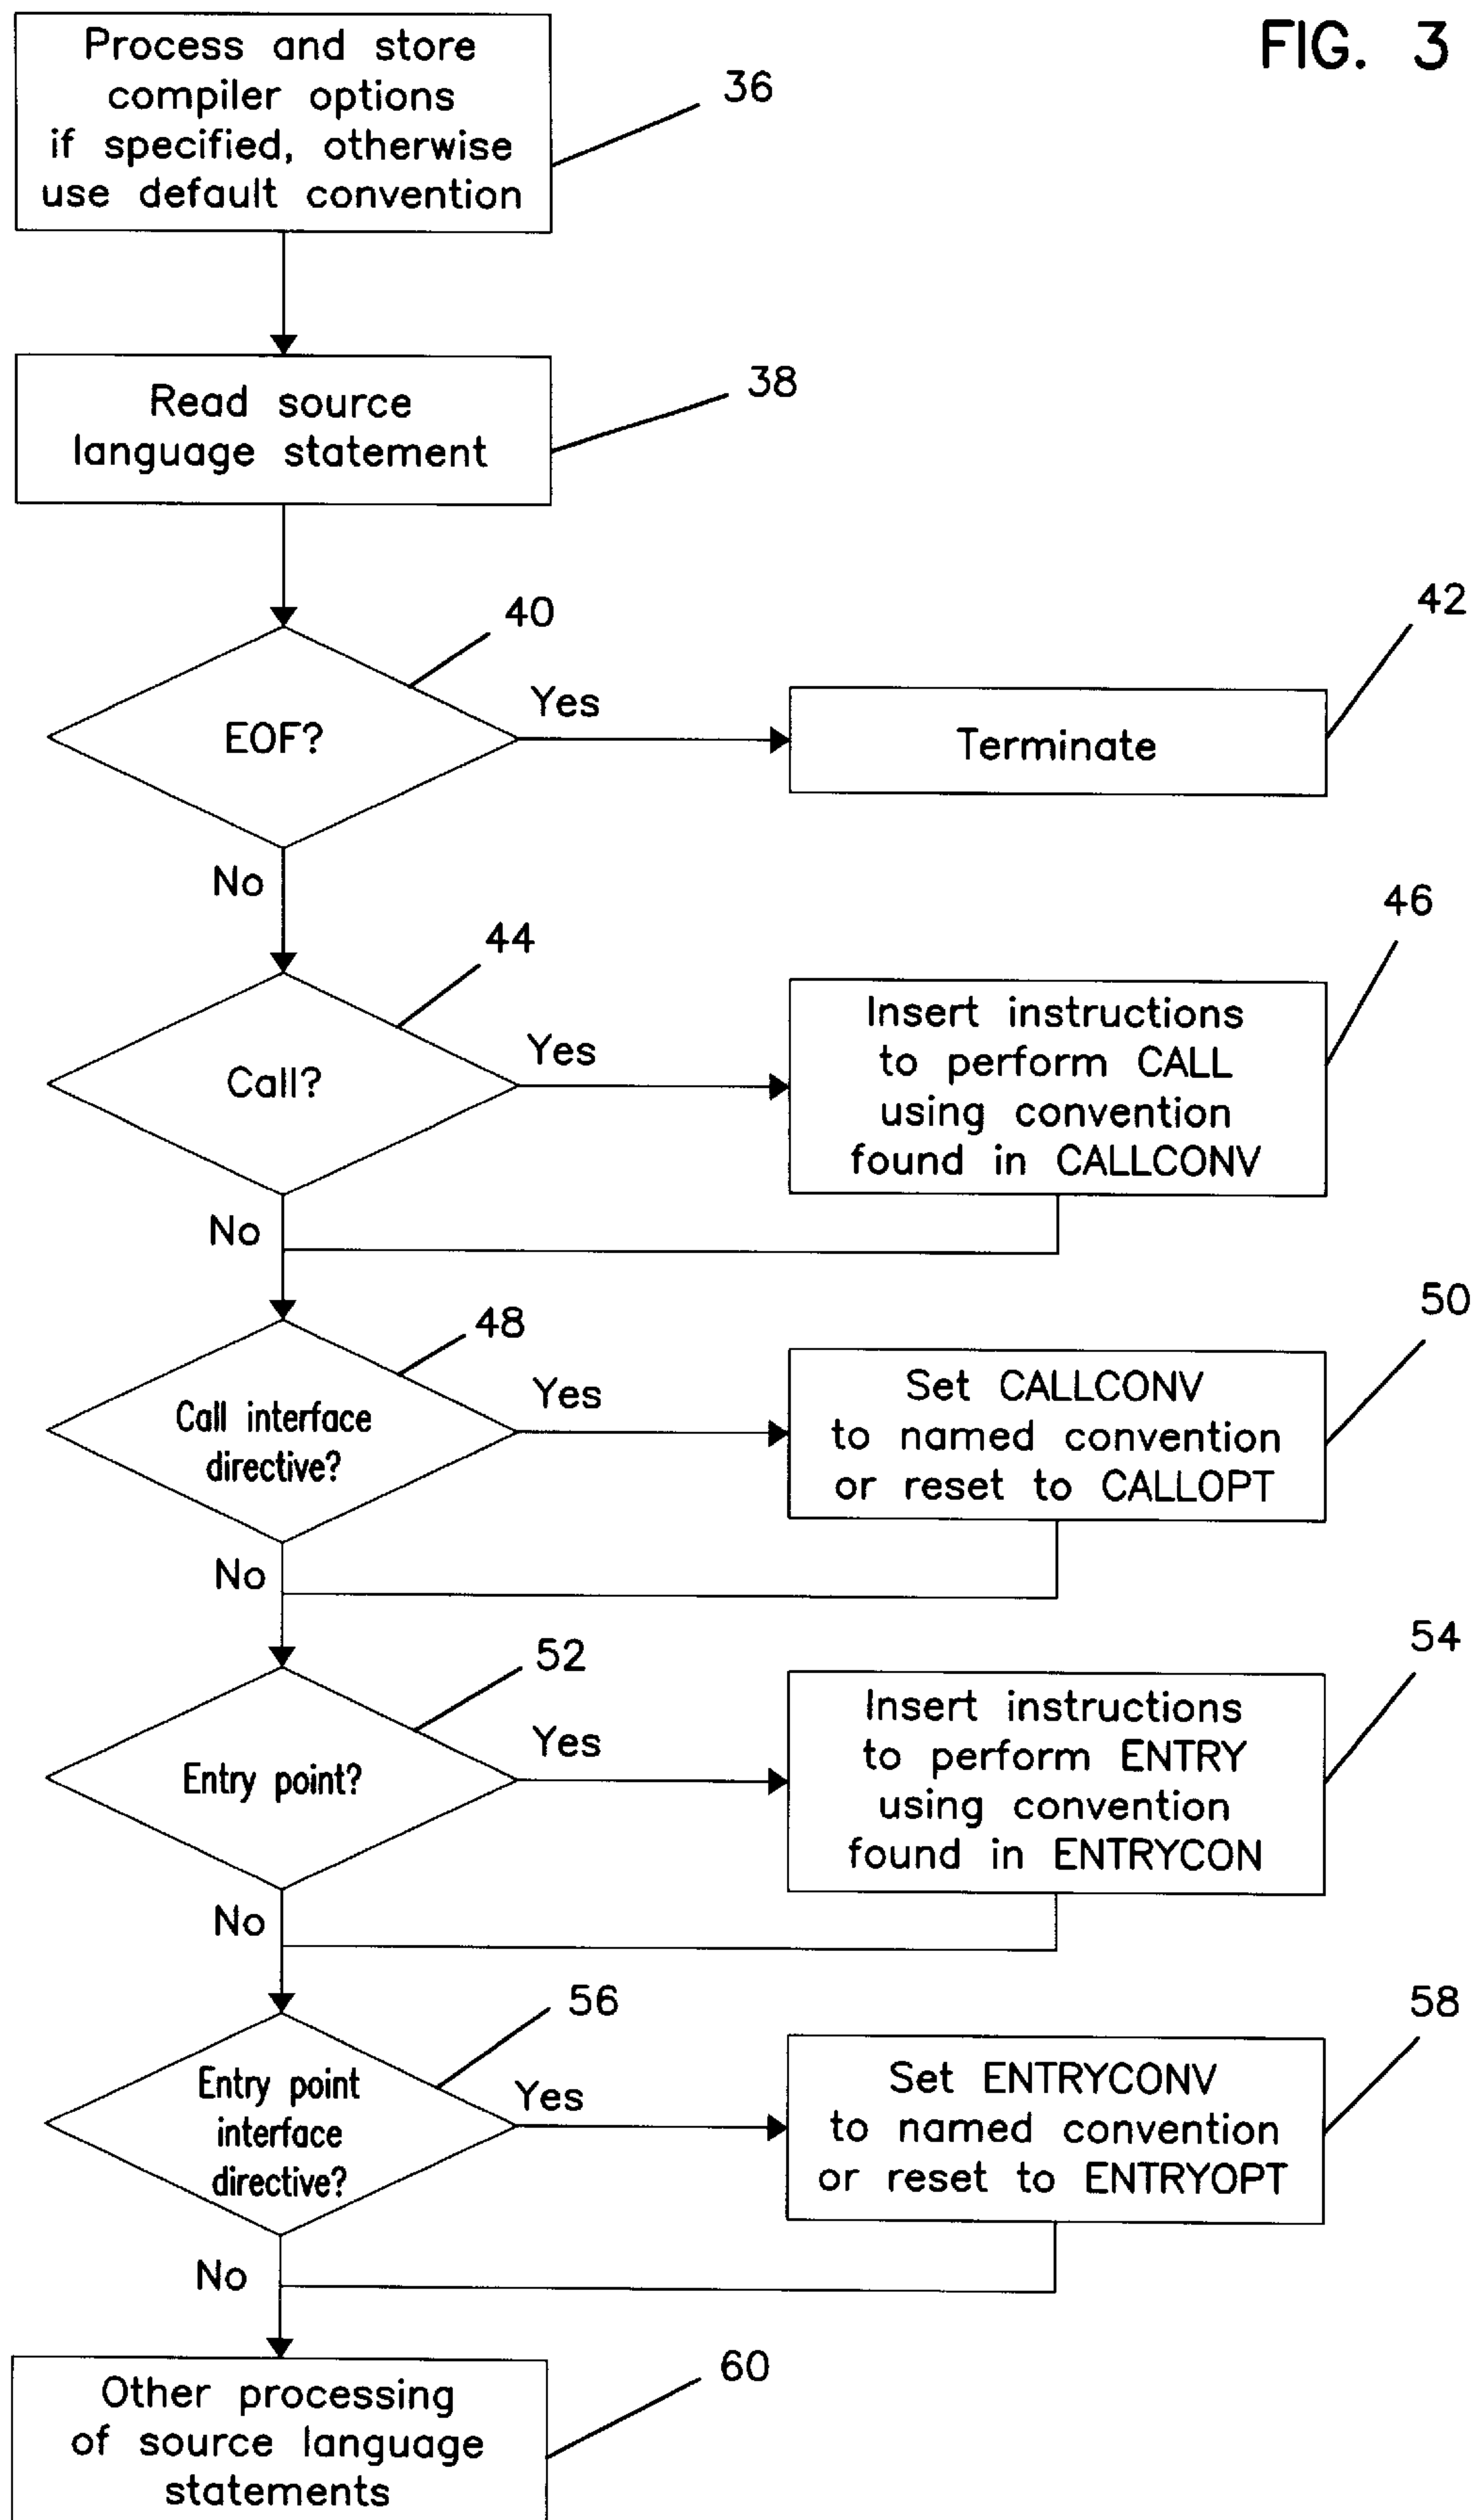 FIG. 3
Process and store
compiler options
if specified, otherwise
use default convention
36
Read source
language statement
38
40
EOF?
Yes
42
Terminate
No
44
Call?
Yes
46
Insert instructions
to perform CALL
using convention
found in CALLCONV
No
48
Call interface
directive?
Yes
50
Set CALLCONV
to named convention
or reset to CALLOPT
No
52
Entry point?
Yes
54
Insert instructions
to perform ENTRY
using convention
found in ENTRYCON
No
56
Entry point
interface
directive?
Yes
58
Set ENTRYCONV
to named convention
or reset to ENTRYOPT
No
60
Other processing
of source language
statements